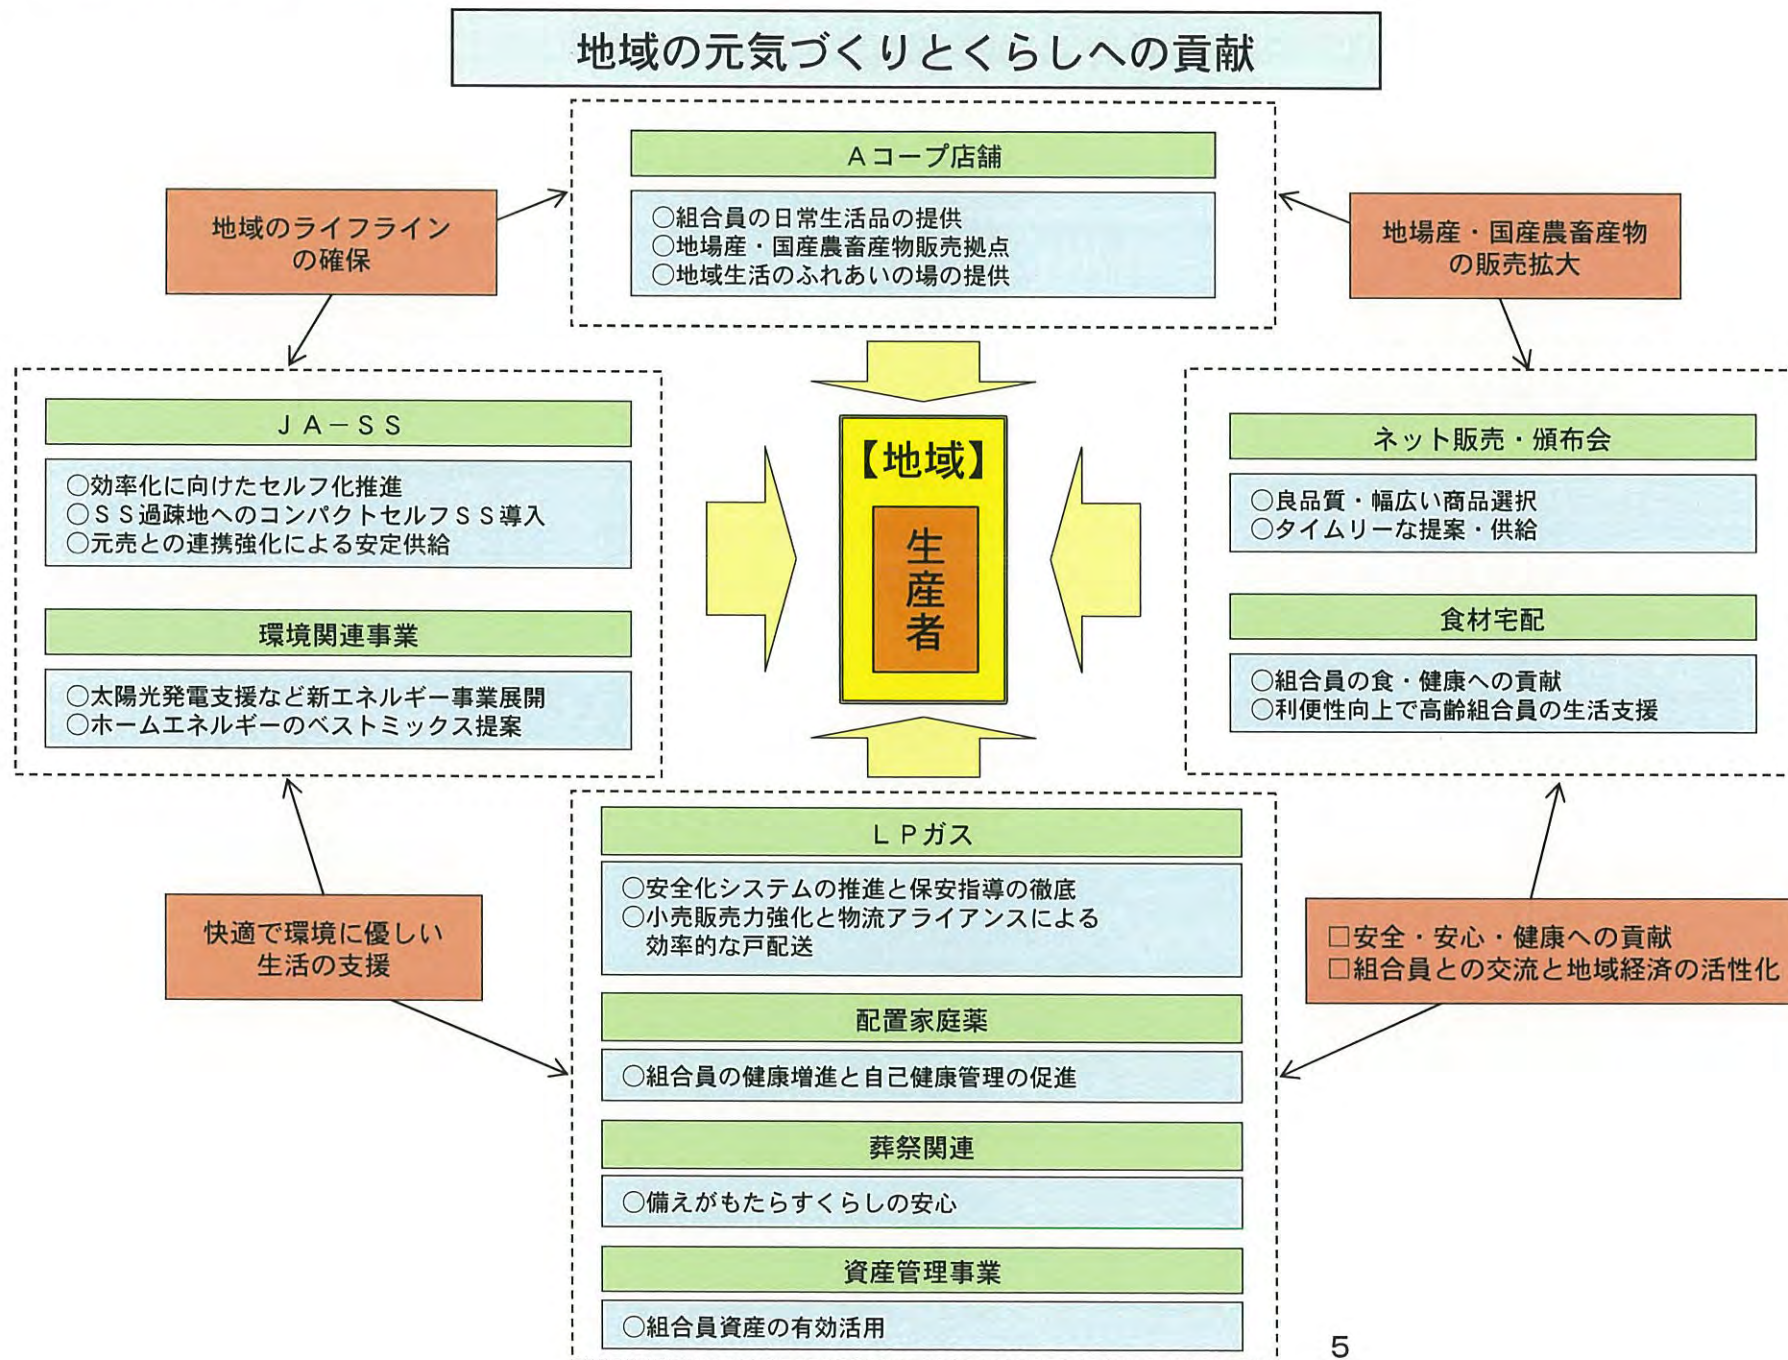 地域の元気づくりとくらしへの貢献
Aコープ店舗
○組合員の日常生活品の提供
○地場産・国産農畜産物販売拠点
○地域生活のふれあいの場の提供
地域のライフライン
の確保
地場産・国産農畜産物
の販売拡大
JA-SS
○効率化に向けたセルフ化推進
○SS過疎地へのコンパクトセルフSS導入
○元売との連携強化による安定供給
環境関連事業
○太陽光発電支援など新エネルギー事業展開
○ホームエネルギーのベストミックス提案
【地域】
生産者
ネット販売・頒布会
○良品質・幅広い商品選択
○タイムリーな提案・供給
食材宅配
○組合員の食・健康への貢献
○利便性向上で高齢組合員の生活支援
快適で環境に優しい
生活の支援
LPガス
○安全化システムの推進と保安指導の徹底
○小売販売力強化と物流アライアンスによる
効率的な戸配送
配置家庭薬
○組合員の健康増進と自己健康管理の促進
葬祭関連
○備えがもたらすくらしの安心
資産管理事業
○組合員資産の有効活用
□安全・安心・健康への貢献
□組合員との交流と地域経済の活性化
5